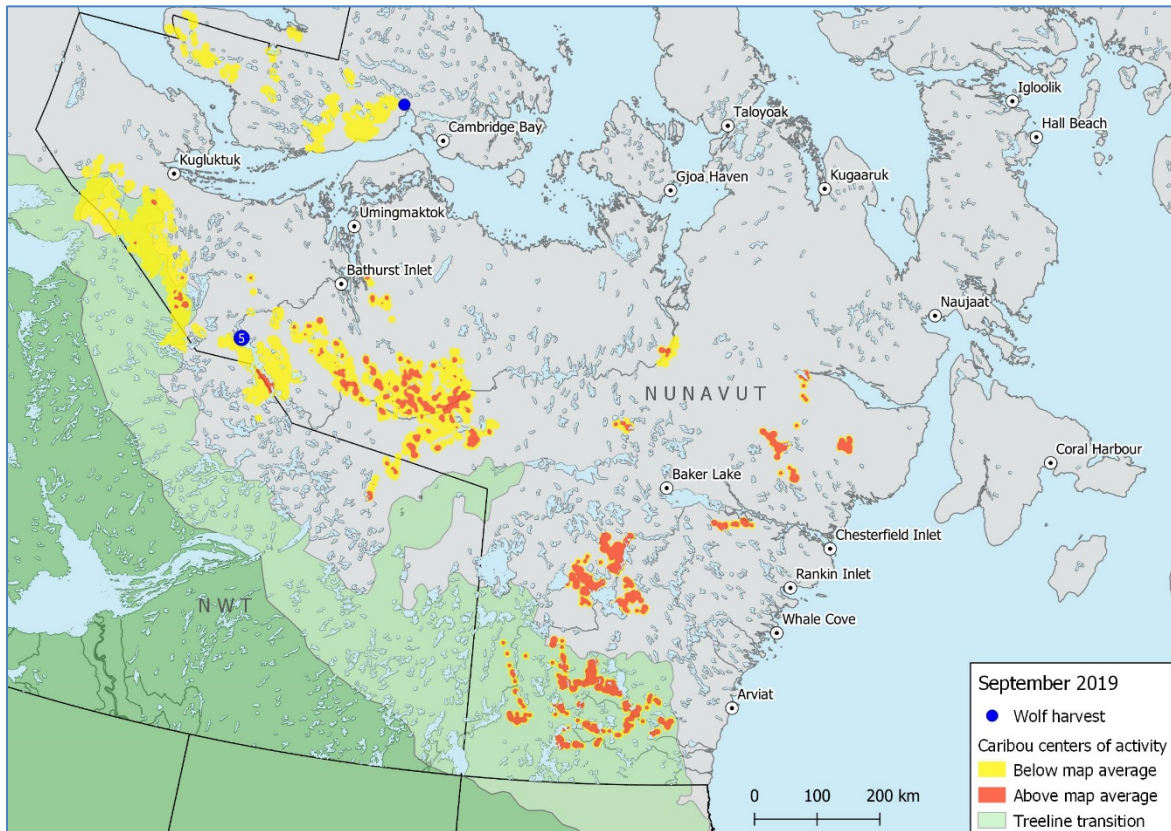 Igloolik
Hall Beach
Taloyoak
Cambridge Bay
Kugluktuk
Gjoa Haven
Kugaaruk
Umingmaktok
Bathurst Inlet
Naujaat
5
NUNAVUT
Coral Harbour
Baker Lake
Chesterfield Inlet
Rankin Inlet
NWT
Whale Cove
Arviat
September 2019
Wolf harvest
Caribou centers of activity
Below map average
Above map average
Treeline transition
0 100 200 km